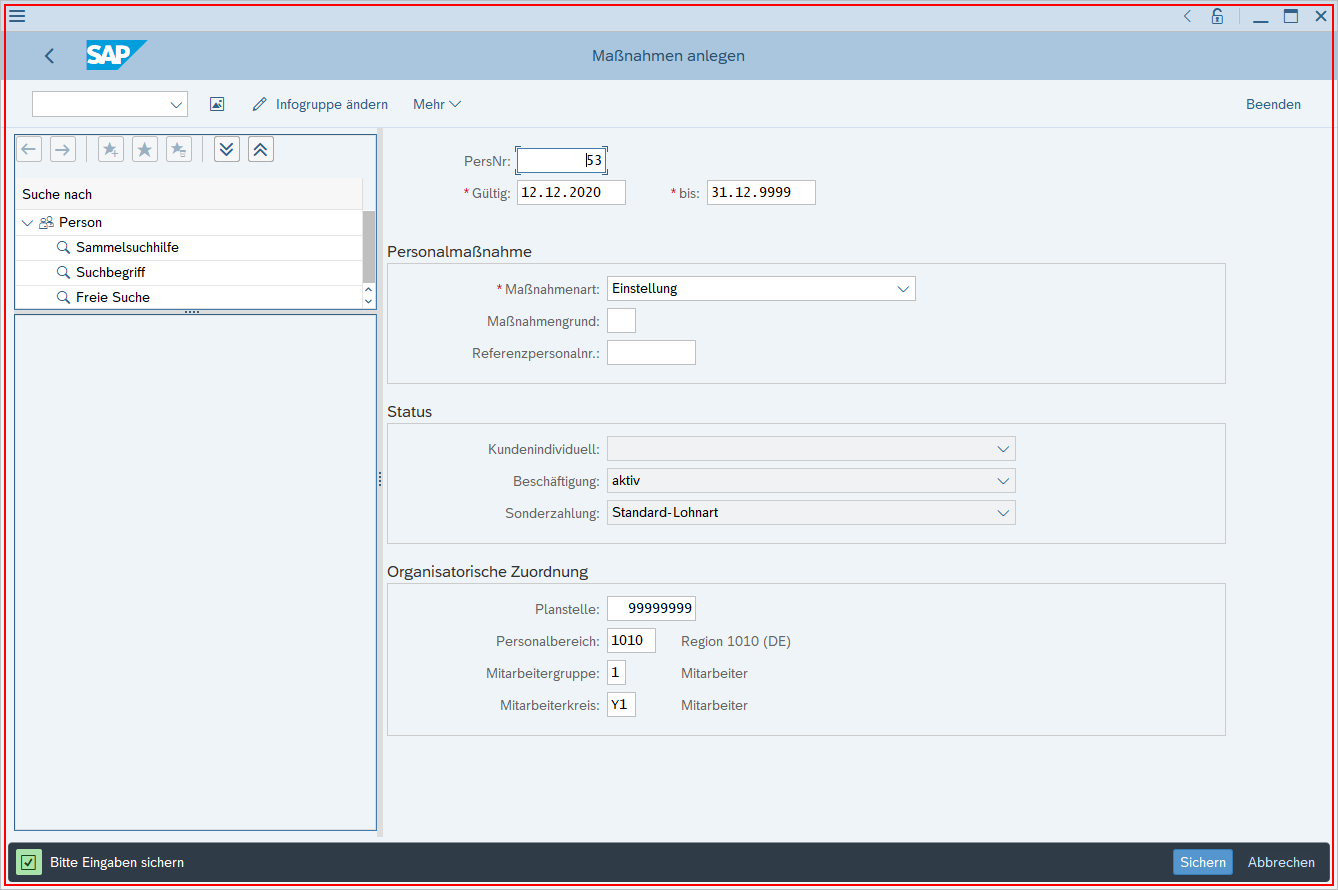 SAP
Maßnahmen anlegen
Infogruppe ändern
Mehr
Beenden
Suche nach
Person
Sammelsuchhilfe
Suchbegriff
Freie Suche
PersNr: 53
* Gültig: 12.12.2020 * bis: 31.12.9999
Personalmaßnahme
* Maßnahmenart: Einstellung
Maßnahmengrund:
Referenzpersonalnr.:
Status
Kundenindividuell:
Beschäftigung: aktiv
Sonderzahlung: Standard-Lohnart
Organisatorische Zuordnung
Planstelle: 99999999
Personalbereich: 1010 Region 1010 (DE)
Mitarbeitergruppe: 1 Mitarbeiter
Mitarbeiterkreis: Y1 Mitarbeiter
Bitte Eingaben sichern
Sichern
Abbrechen